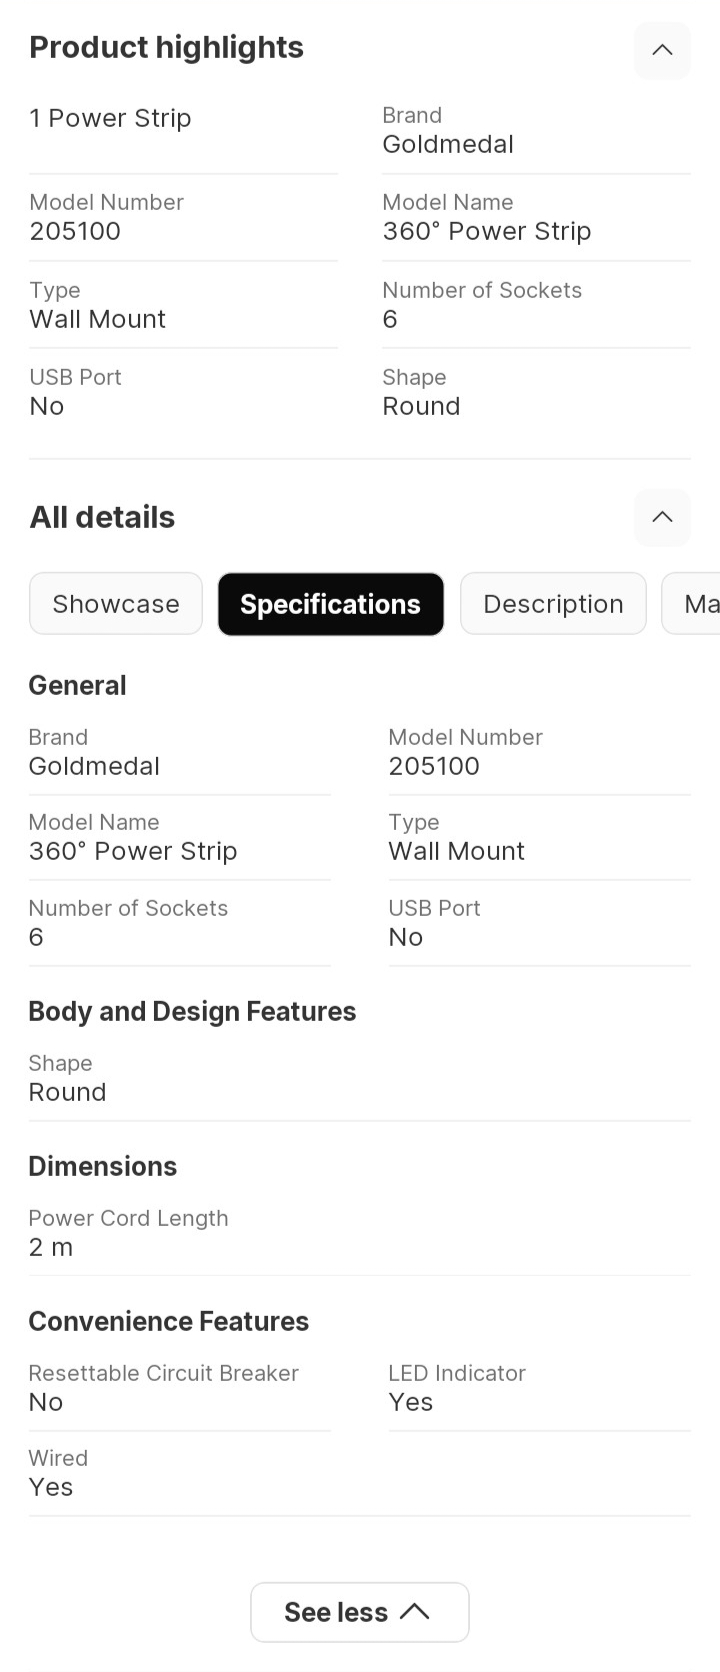 Product highlights
1 Power Strip
Brand
Goldmedal
Model Number
205100
Model Name
360° Power Strip
Type
Wall Mount
Number of Sockets
6
USB Port
No
Shape
Round
All details
Showcase
Specifications
Description
Ma
General
Brand
Goldmedal
Model Number
205100
Model Name
360° Power Strip
Type
Wall Mount
Number of Sockets
6
USB Port
No
Body and Design Features
Shape
Round
Dimensions
Power Cord Length
2 m
Convenience Features
Resettable Circuit Breaker
No
LED Indicator
Yes
Wired
Yes
See less